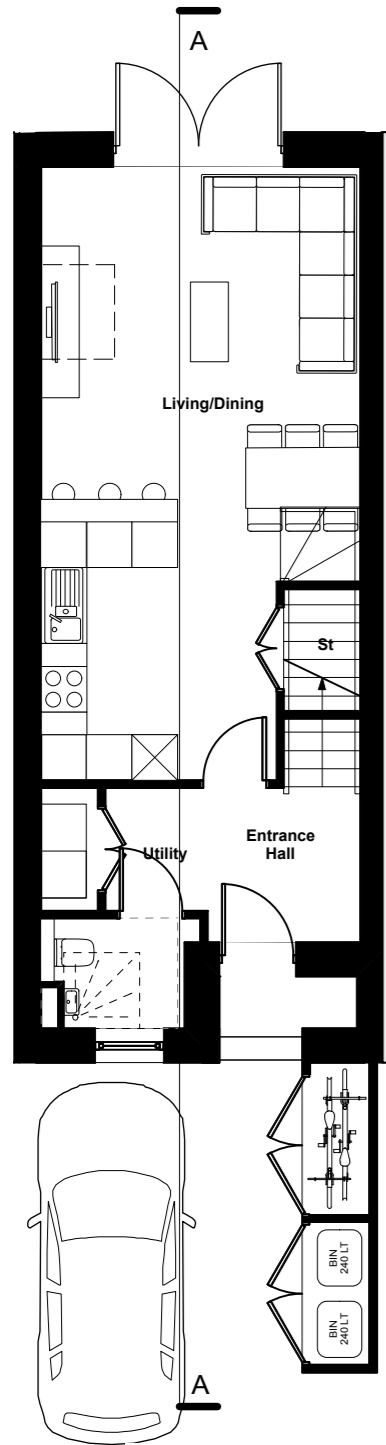 A
Living/Dining
St
Utility
Entrance
Hall
BIN
240 LT
BIN
240 LT
A